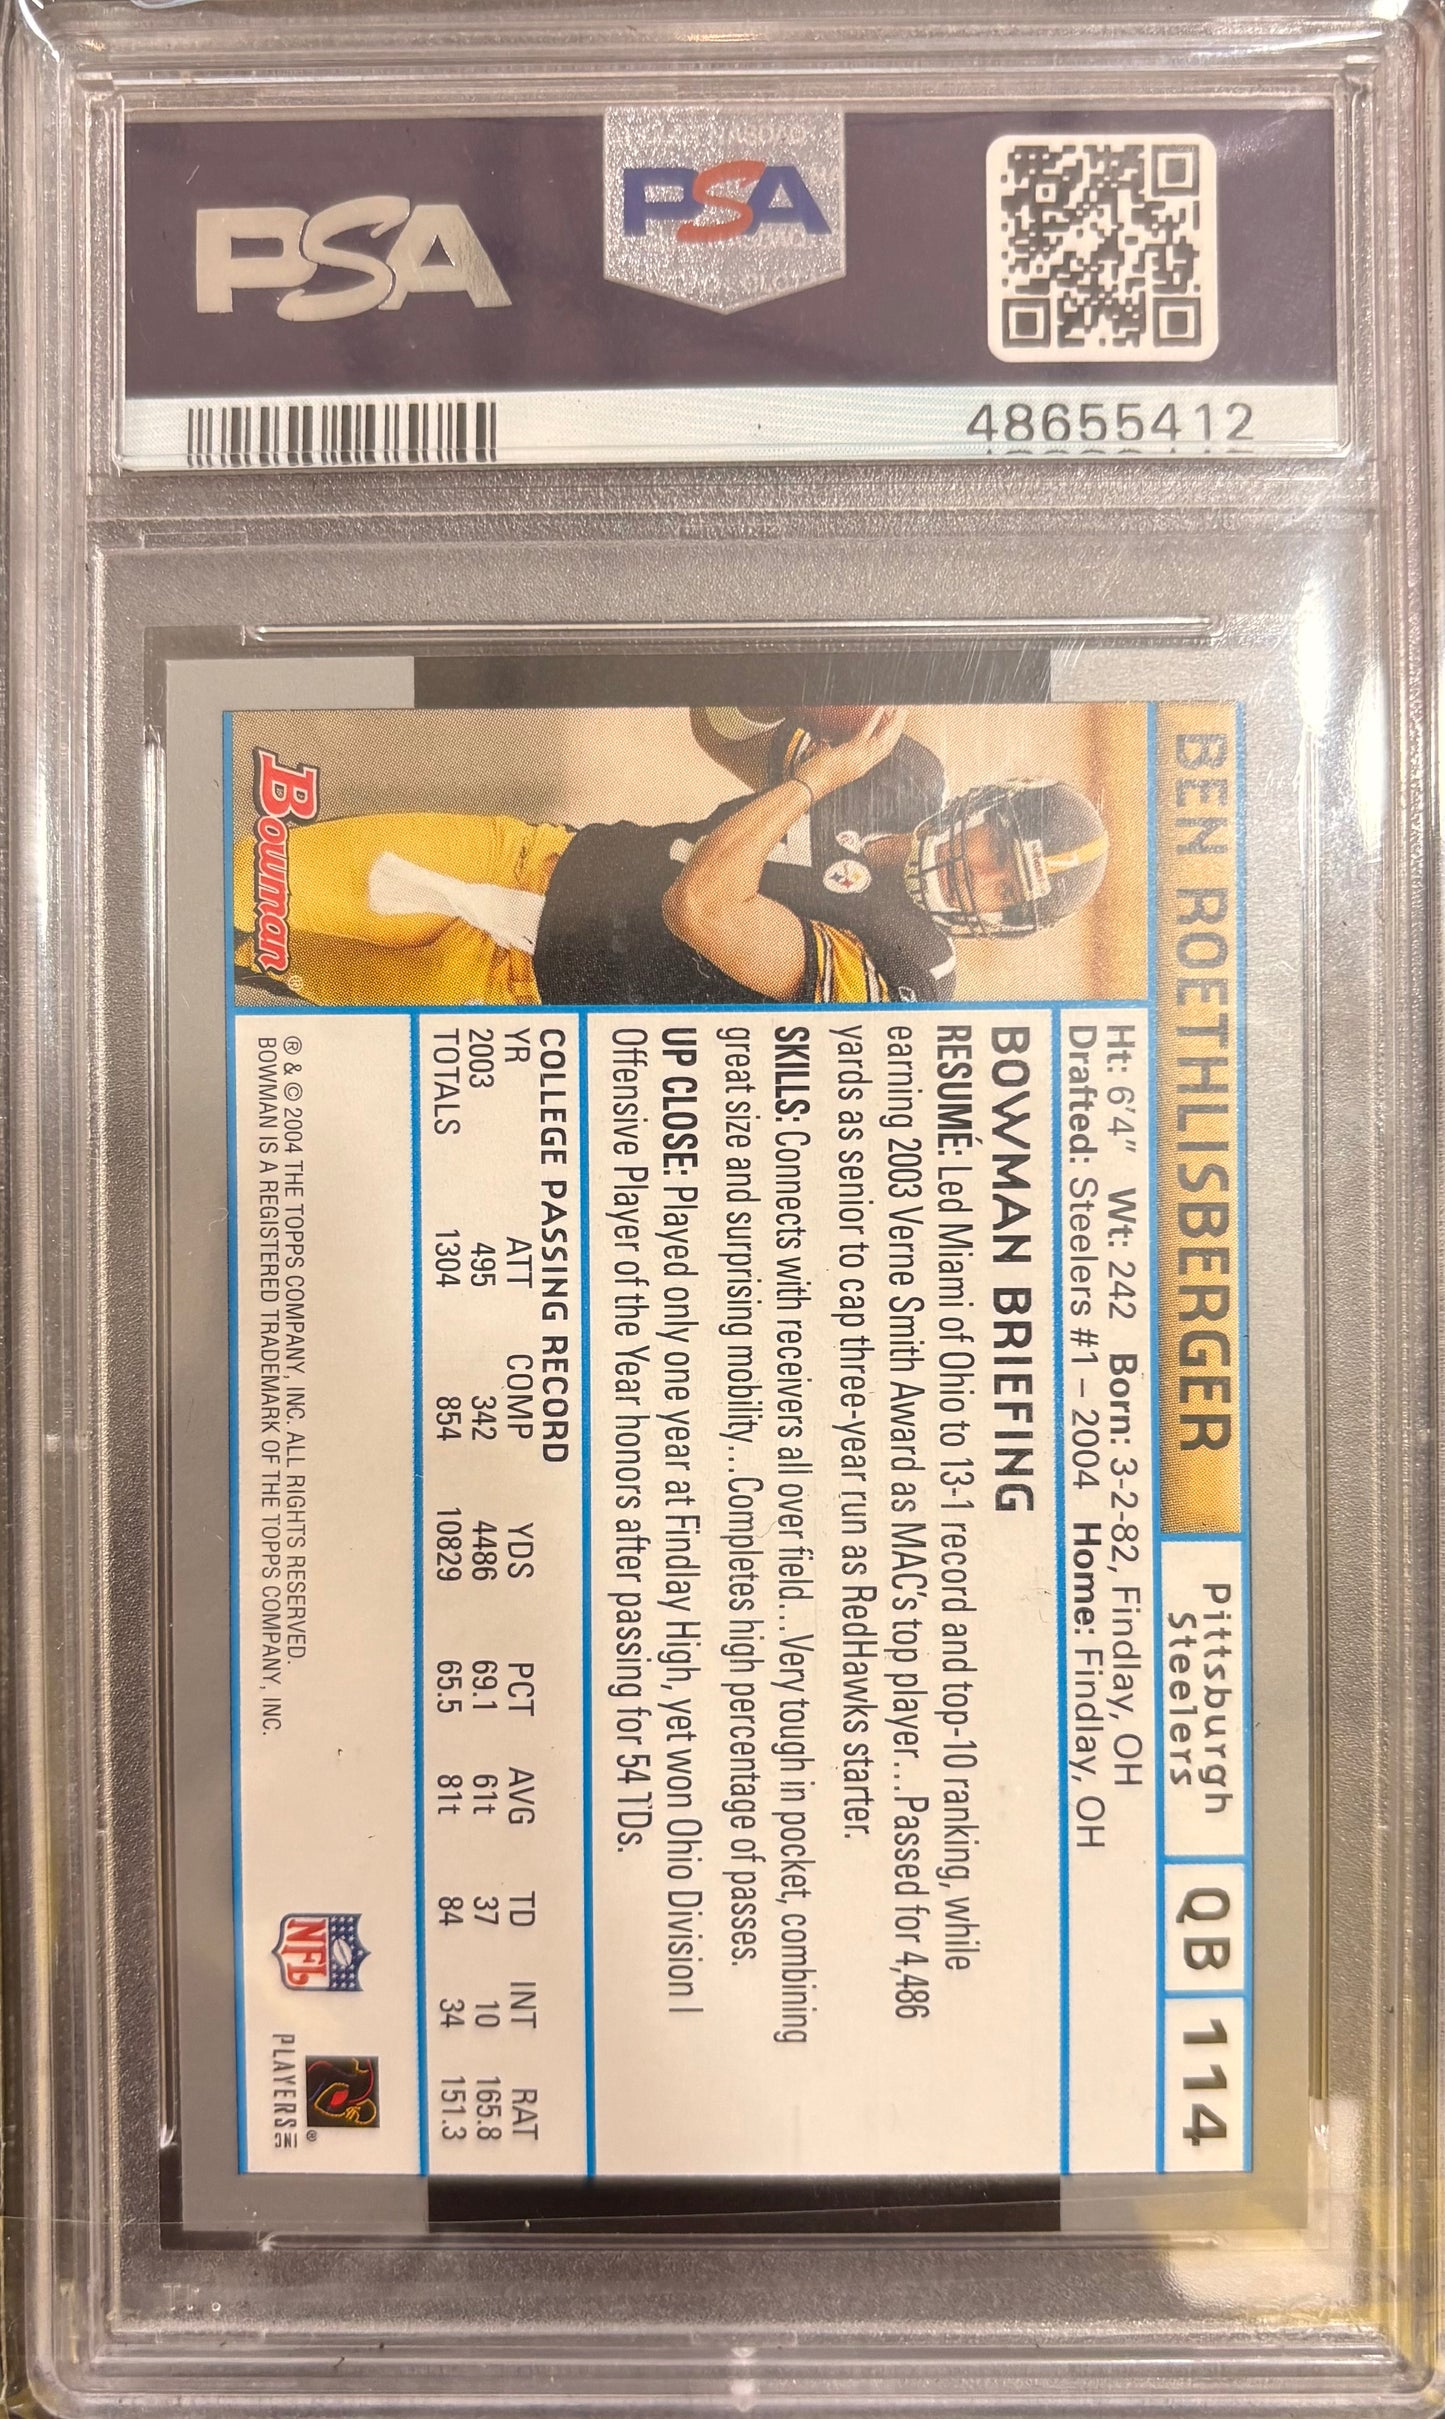 PSA
PSA
48655412
BEN ROETHLISBERGER
Pittsburgh
Steelers
QB
114
Ht: 6'4" Wt: 242 Born: 3-2-82, Findlay, OH
Drafted: Steelers #1 – 2004 Home: Findlay, OH
BOWMAN BRIEFING
RESUMÉ: Led Miami of Ohio to 13-1 record and top-10 ranking, while
earning 2003 Verne Smith Award as MAC's top player...Passed for 4,486
yards as senior to cap three-year run as RedHawks starter.
SKILLS: Connects with receivers all over field...Very tough in pocket, combining
great size and surprising mobility...Completes high percentage of passes.
UP CLOSE: Played only one year at Findlay High, yet won Ohio Division I
Offensive Player of the Year honors after passing for 54 TDs.
COLLEGE PASSING RECORD
YR ATT COMP YDS PCT AVG TD INT RAT
2003 495 342 4486 69.1 61t 37 10 165.8
TOTALS 1304 854 10829 65.5 81t 84 34 151.3
Bowman®
® & © 2004 THE TOPPS COMPANY, INC. ALL RIGHTS RESERVED.
BOWMAN IS A REGISTERED TRADEMARK OF THE TOPPS COMPANY, INC.
NFL
PLAYERS INC ®